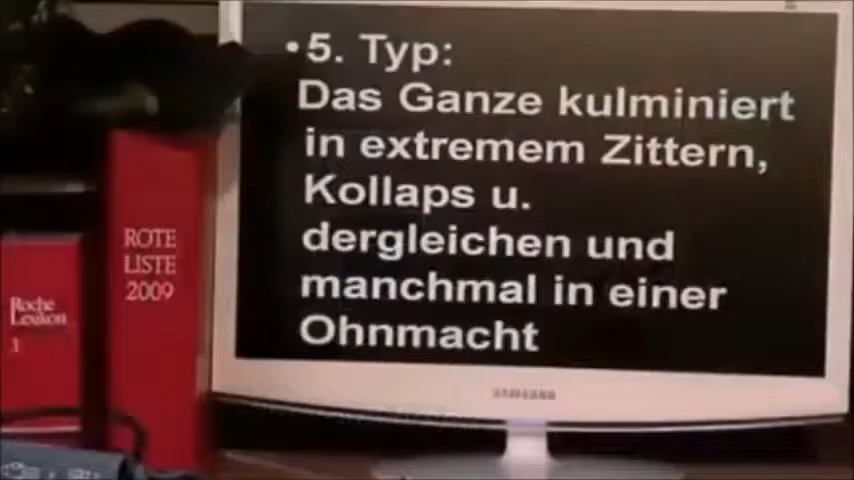 •5. Typ:
Das Ganze kulminiert
in extremem Zittern,
Kollaps u.
dergleichen und
manchmal in einer
Ohnmacht
SAMSUNG
ROTE
LISTE
2009
Roche
Lexikon
1